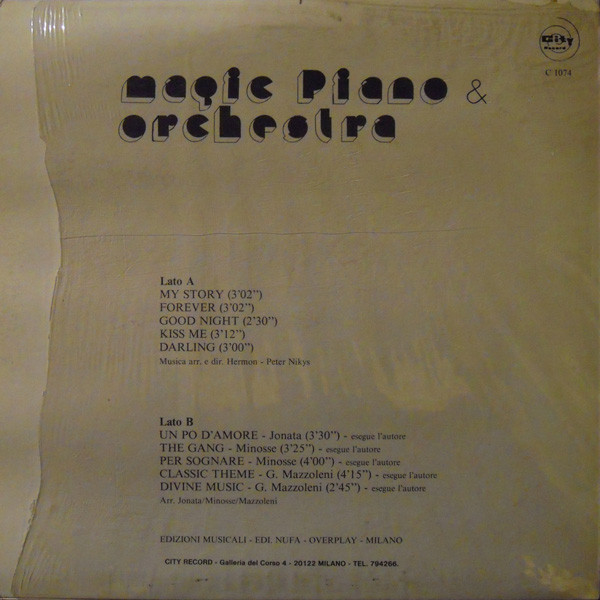 City
Record
C 1074
magic Piano &
orchestra
Lato A
MY STORY (3'02")
FOREVER (3'02")
GOOD NIGHT (2'30")
KISS ME (3'12")
DARLING (3'00")
Musica arr. e dir. Hermon - Peter Nikys
Lato B
UN PO D'AMORE - Jonata (3'30") - esegue l'autore
THE GANG - Minosse (3'25") - esegue l'autore
PER SOGNARE - Minosse (4'00") - esegue l'autore
CLASSIC THEME - G. Mazzoleni (4'15") - esegue l'autore
DIVINE MUSIC - G. Mazzoleni (2'45") - esegue l'autore
Arr. Jonata/Minosse/Mazzoleni
EDIZIONI MUSICALI - EDI. NUFA - OVERPLAY - MILANO
CITY RECORD - Galleria del Corso 4 - 20122 MILANO - TEL. 794266.